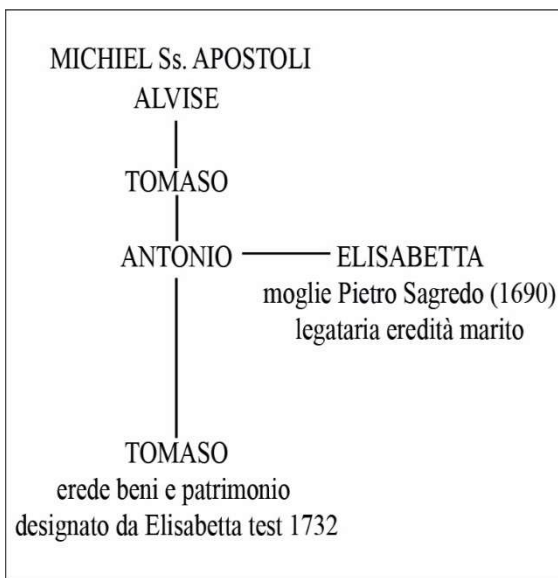 MICHIEL Ss. APOSTOLI
ALVISE
TOMASO
ANTONIO ELISABETTA
moglie Pietro Sagredo (1690)
legataria eredità marito
TOMASO
erede beni e patrimonio
designato da Elisabetta test 1732